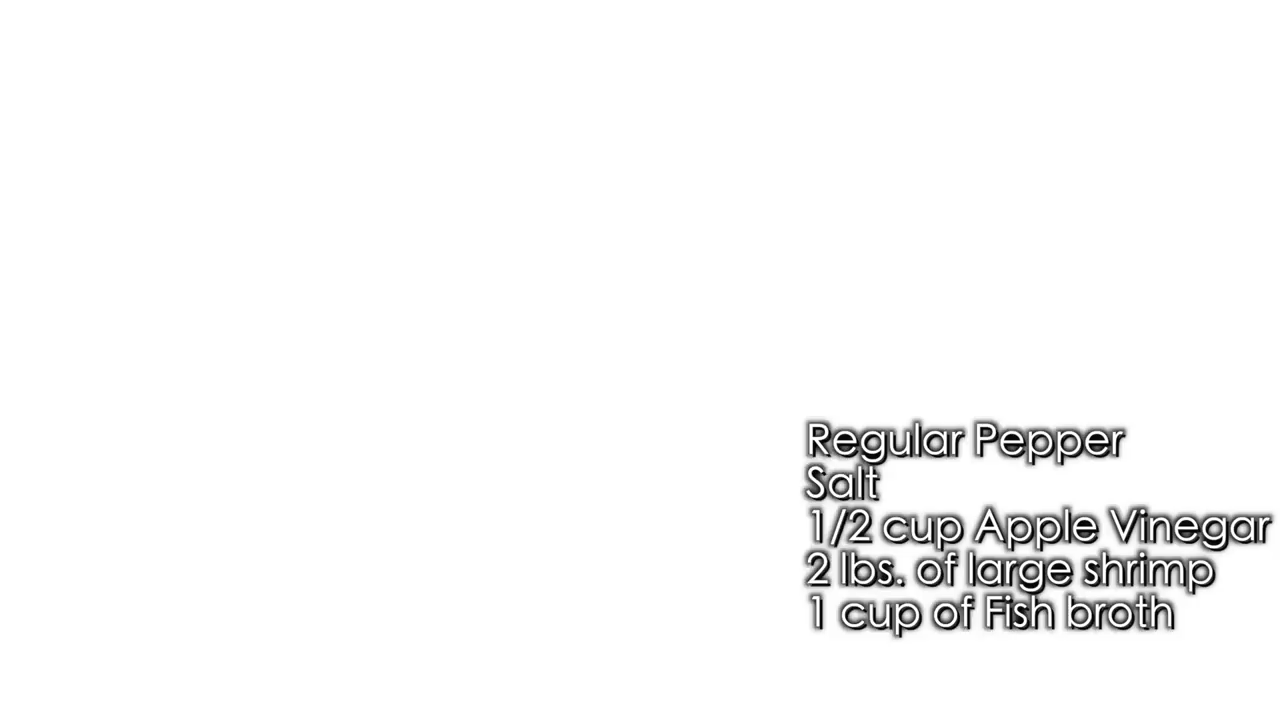 Regular Pepper
Salt
1/2 cup Apple Vinegar
2 lbs. of large shrimp
1 cup of Fish broth